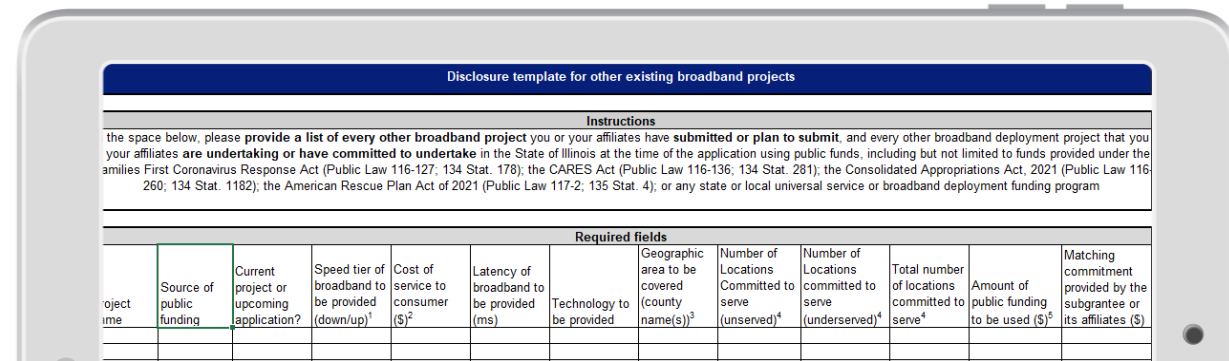 Disclosure template for other existing broadband projects
Instructions
the space below, please provide a list of every other broadband project you or your affiliates have submitted or plan to submit, and every other broadband deployment project that you
your affiliates are undertaking or have committed to undertake in the State of Illinois at the time of the application using public funds, including but not limited to funds provided under the
amilies First Coronavirus Response Act (Public Law 116-127; 134 Stat. 178); the CARES Act (Public Law 116-136; 134 Stat. 281); the Consolidated Appropriations Act, 2021 (Public Law 116-
260; 134 Stat. 1182); the American Rescue Plan Act of 2021 (Public Law 117-2; 135 Stat. 4); or any state or local universal service or broadband deployment funding program
Required fields
oject
me
Source of
public
funding
Current
project or
upcoming
application?
Speed tier of
broadband to
be provided
(down/up)¹
Cost of
service to
consumer
($)²
Latency of
broadband to
be provided
(ms)
Technology to
be provided
Geographic
area to be
covered
(county
name(s))³
Number of
Locations
Committed to
serve
(unserved)⁴
Number of
Locations
committed to
serve
(underserved)⁴
Total number
of locations
committed to
serve⁴
Amount of
public funding
to be used ($)⁵
Matching
commitment
provided by the
subgrantee or
its affiliates ($)